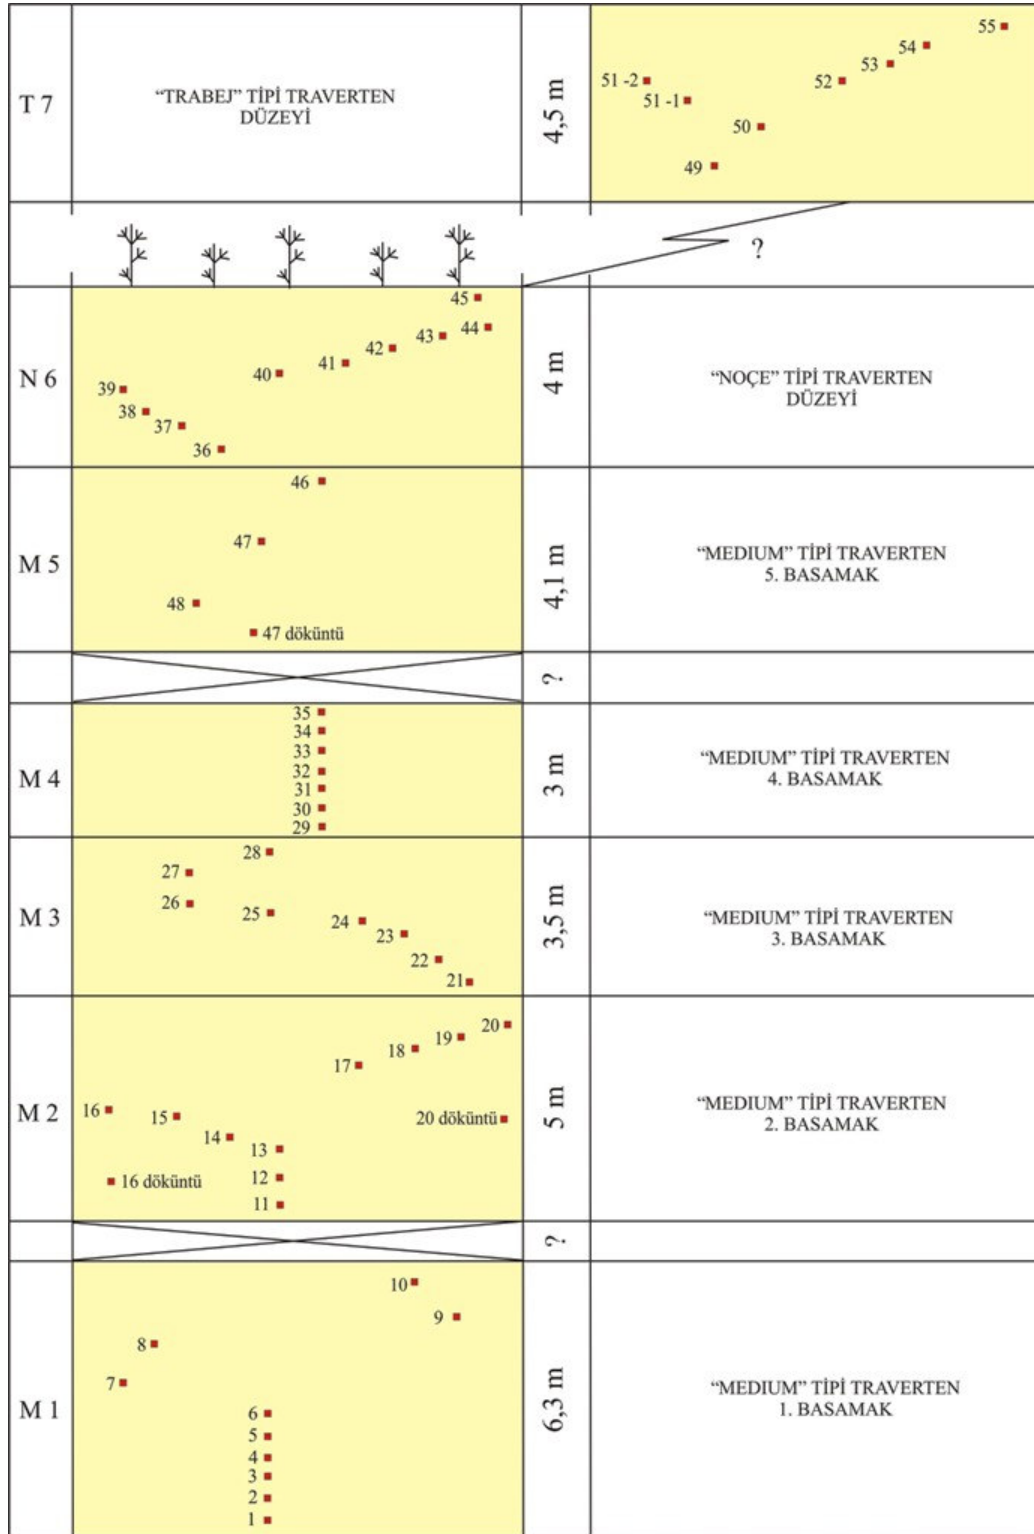 T 7
“TRABEJ” TİPİ TRAVERTEN
DÜZEYİ
4,5 m
55
54
53
52
51 -2
51 -1
50
49
?
N 6
45
44
43
42
41
40
39
38
37
36
4 m
“NOÇE” TİPİ TRAVERTEN
DÜZEYİ
M 5
46
47
48
47 döküntü
4,1 m
“MEDIUM” TİPİ TRAVERTEN
5. BASAMAK
?
M 4
35
34
33
32
31
30
29
3 m
“MEDIUM” TİPİ TRAVERTEN
4. BASAMAK
M 3
28
27
26
25
24
23
22
21
3,5 m
“MEDIUM” TİPİ TRAVERTEN
3. BASAMAK
M 2
20
19
18
17
16
15
20 döküntü
14
13
12
16 döküntü
11
5 m
“MEDIUM” TİPİ TRAVERTEN
2. BASAMAK
?
M 1
10
9
8
7
6
5
4
3
2
1
6,3 m
“MEDIUM” TİPİ TRAVERTEN
1. BASAMAK